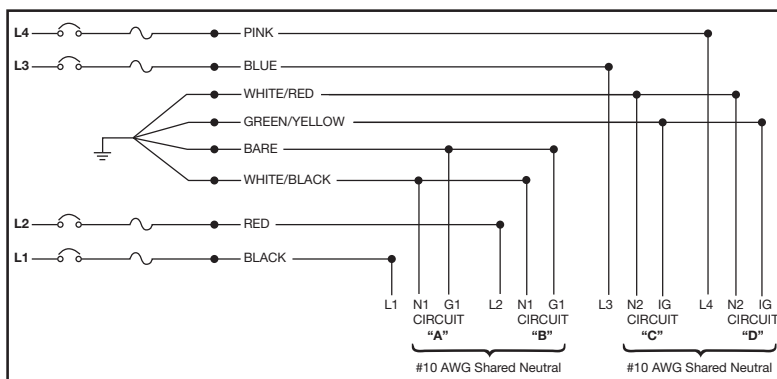 L4 PINK
L3 BLUE
WHITE/RED
GREEN/YELLOW
BARE
WHITE/BLACK
L2 RED
L1 BLACK
L1 N1 G1 L2 N1 G1 L3 N2 IG L4 N2 IG
CIRCUIT CIRCUIT CIRCUIT CIRCUIT
“A” “B” “C” “D”
#10 AWG Shared Neutral #10 AWG Shared Neutral